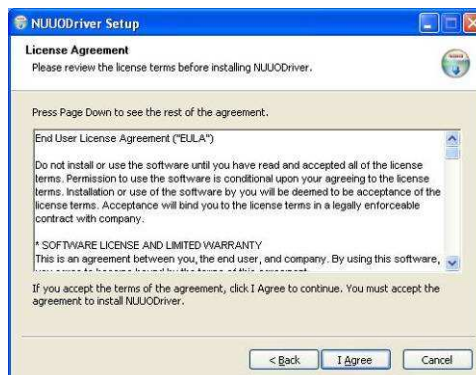 NUUODriver Setup
License Agreement
Please review the license terms before installing NUUODriver.
Press Page Down to see the rest of the agreement.
End User License Agreement ("EULA")
Do not install or use the software until you have read and accepted all of the license
terms. Permission to use the software is conditional upon your agreeing to the license
terms. Installation or use of the software by you will be deemed to be acceptance of the
license terms. Acceptance will bind you to the license terms in a legally enforceable
contract with company.
* SOFTWARE LICENSE AND LIMITED WARRANTY
This is an agreement between you, the end user, and company. By using this software,
If you accept the terms of the agreement, click I Agree to continue. You must accept the
agreement to install NUUODriver.
< Back
I Agree
Cancel